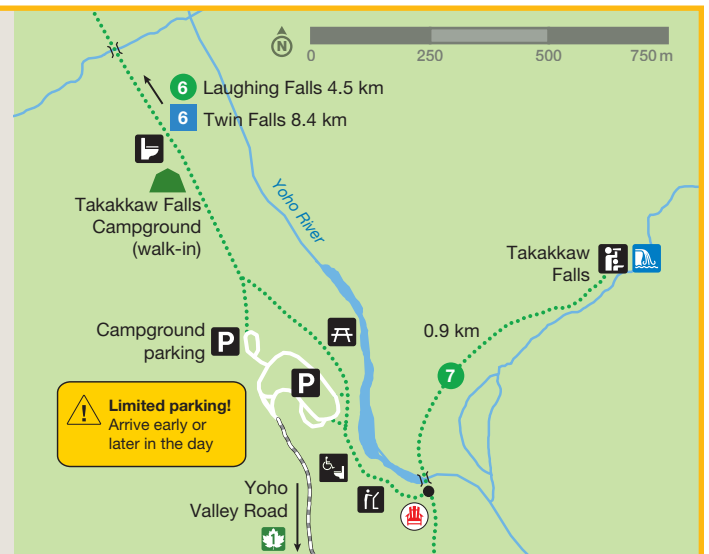 N
0 250 500 750 m
6 Laughing Falls 4.5 km
6 Twin Falls 8.4 km
Takakkaw Falls
Campground
(walk-in)
Yoho River
Takakkaw
Falls
Campground
parking
P
P
0.9 km
7
Limited parking!
Arrive early or
later in the day
Yoho
Valley Road
1